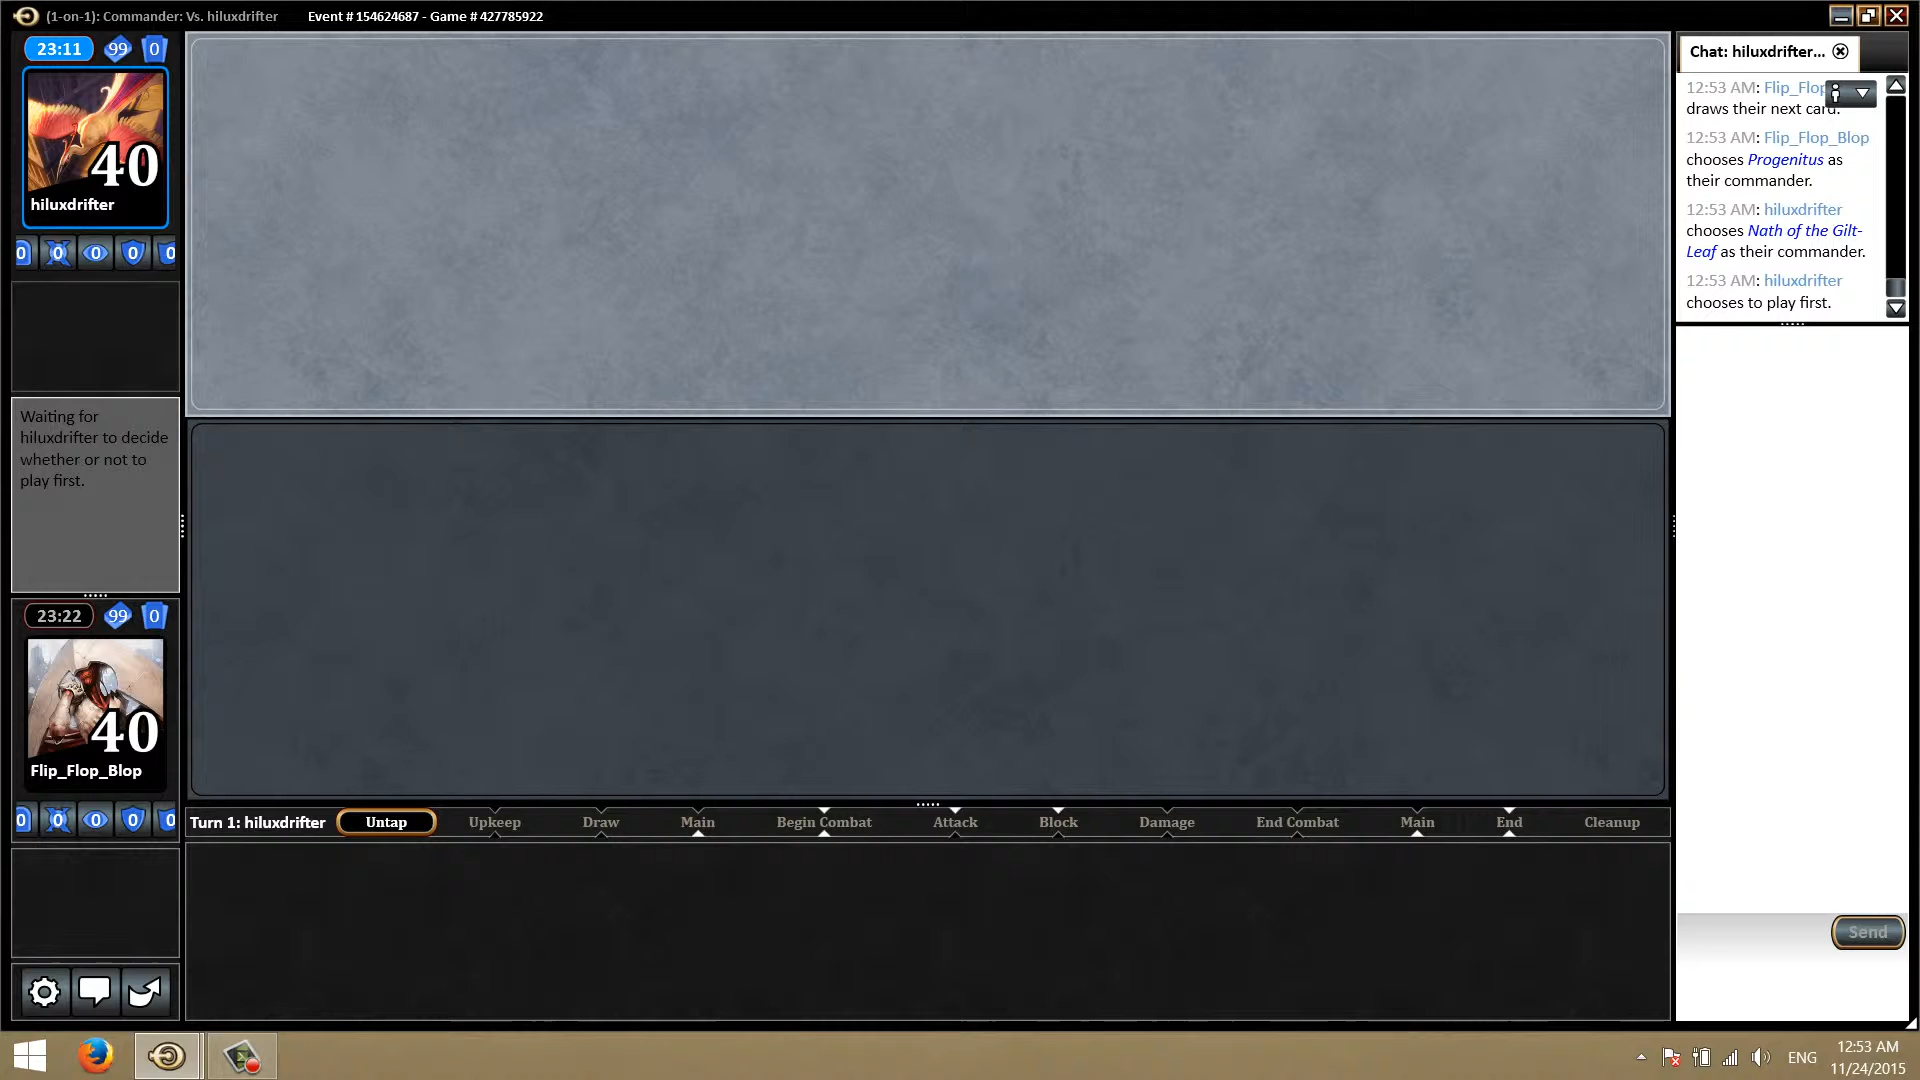 (1-on-1): Commander: Vs. hiluxdrifter
Event # 154624687 - Game # 427785922
23:11 99 0
40
hiluxdrifter
0 0 0 0 0
Waiting for
hiluxdrifter to decide
whether or not to
play first.
23:22 99 0
40
Flip_Flop_Blop
0 0 0 0 0
Turn 1: hiluxdrifter Untap Upkeep Draw Main Begin Combat Attack Block Damage End Combat Main End Cleanup
Chat: hiluxdrifter...
12:53 AM: Flip_Flop
draws their next card.
12:53 AM: Flip_Flop_Blop
chooses Progenitus as
their commander.
12:53 AM: hiluxdrifter
chooses Nath of the Gilt-
Leaf as their commander.
12:53 AM: hiluxdrifter
chooses to play first.
Send
ENG
12:53 AM
11/24/2015